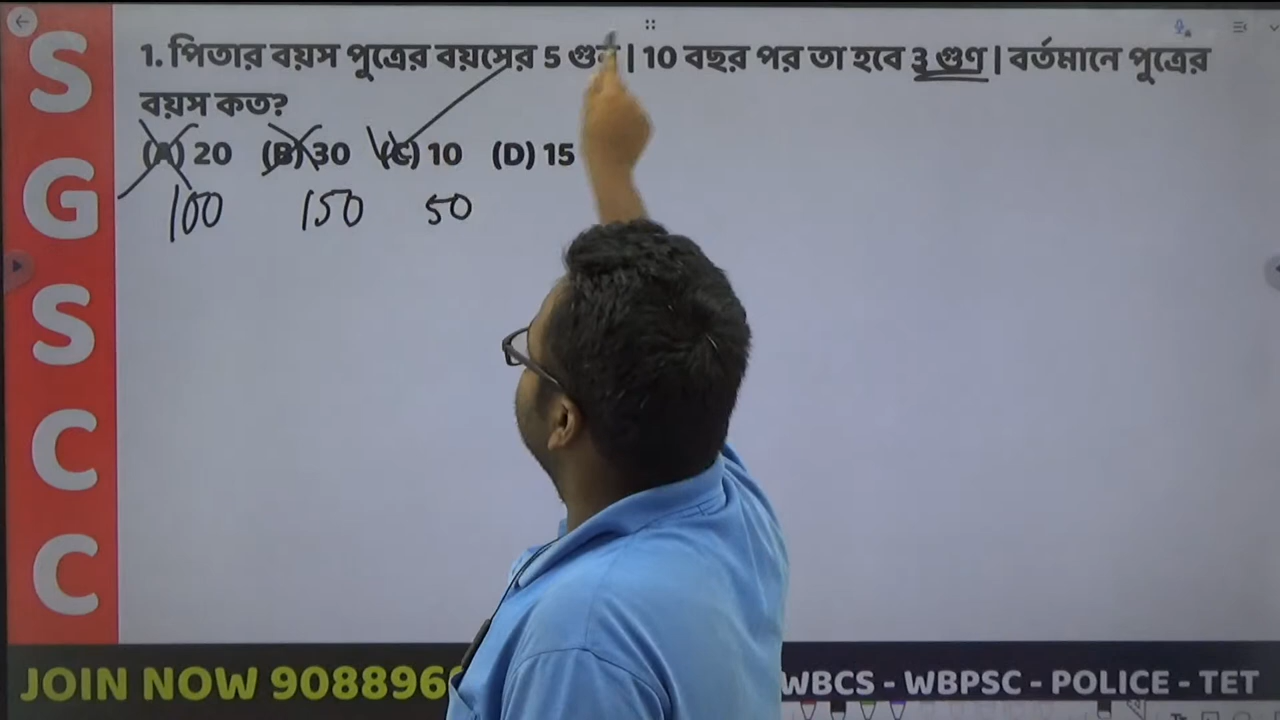 S
G
S
C
C
1. পিতার বয়স পুত্রের বয়সের 5 | 10 বছর পর তা হবে 3 গুণ | বর্তমানে পুত্রের
বয়স কত?
(A) 20 (B) 30 (C) 10 (D) 15
100 150 50
JOIN NOW 908896
WBCS - WBPSC - POLICE - TET